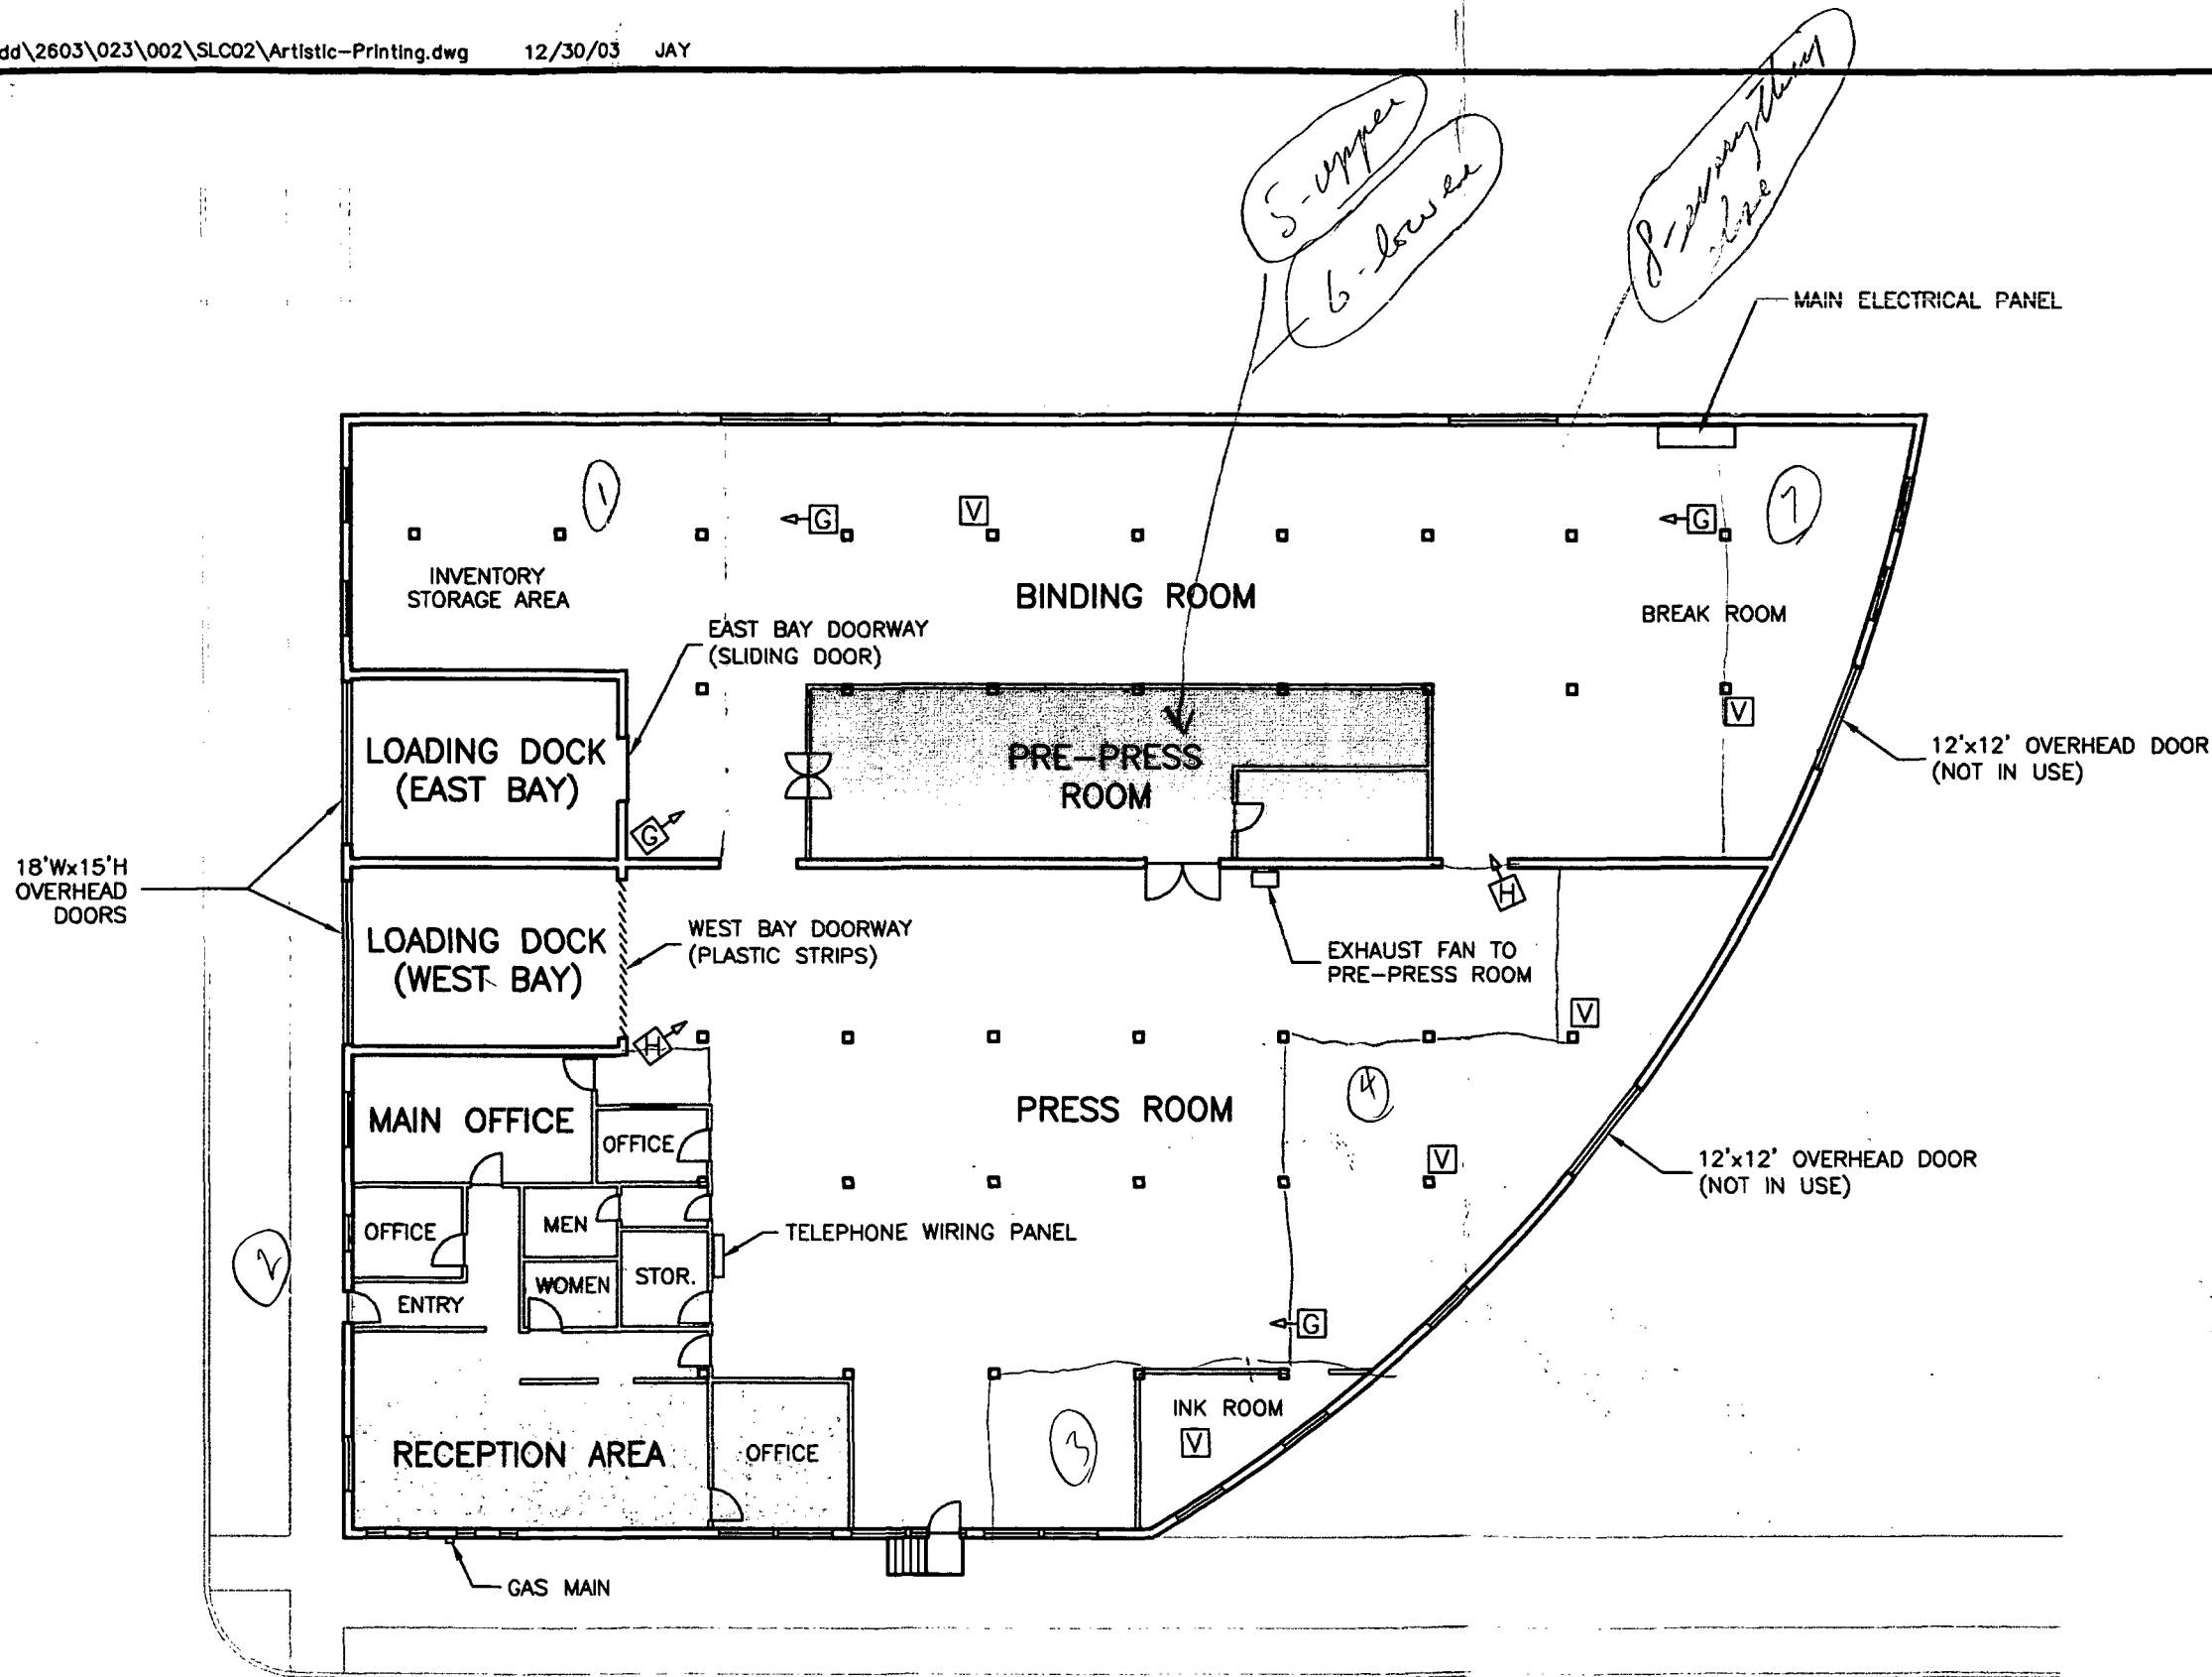 dd\2603\023\002\SLC02\Artistic-Printing.dwg 12/30/03 JAY
5-upper
6-lower
8-everything
else
MAIN ELECTRICAL PANEL
1
7
G
V
G
INVENTORY
STORAGE AREA
BINDING ROOM
BREAK ROOM
EAST BAY DOORWAY
(SLIDING DOOR)
V
LOADING DOCK
(EAST BAY)
PRE-PRESS
ROOM
12'x12' OVERHEAD DOOR
(NOT IN USE)
G
18'Wx15'H
OVERHEAD
DOORS
H
LOADING DOCK
(WEST BAY)
WEST BAY DOORWAY
(PLASTIC STRIPS)
EXHAUST FAN TO
PRE-PRESS ROOM
V
H
4
MAIN OFFICE
OFFICE
PRESS ROOM
V
12'x12' OVERHEAD DOOR
(NOT IN USE)
2
OFFICE
MEN
TELEPHONE WIRING PANEL
WOMEN
STOR.
ENTRY
G
INK ROOM
V
3
RECEPTION AREA
OFFICE
GAS MAIN